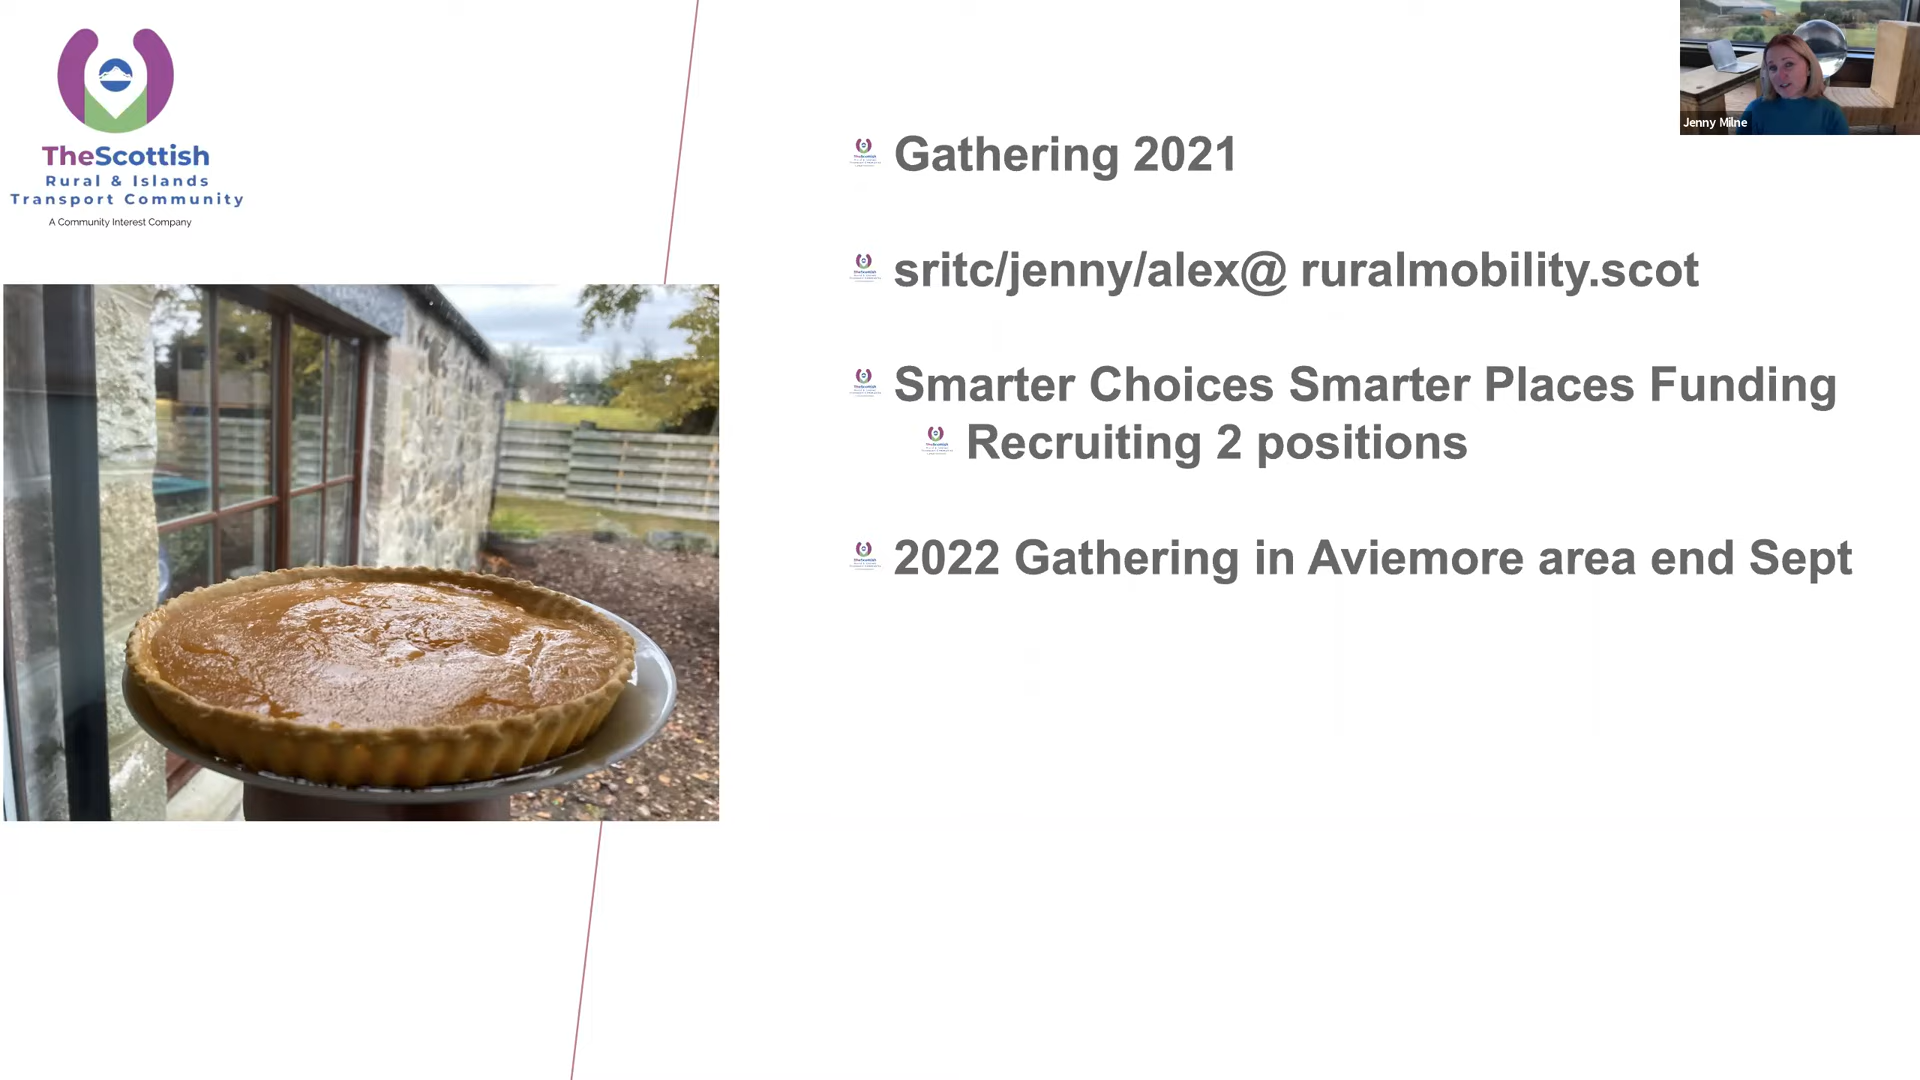 TheScottish
Rural & Islands
Transport Community
A Community Interest Company
Gathering 2021
sritc/jenny/alex@ ruralmobility.scot
Smarter Choices Smarter Places Funding
Recruiting 2 positions
2022 Gathering in Aviemore area end Sept
Jenny Milne